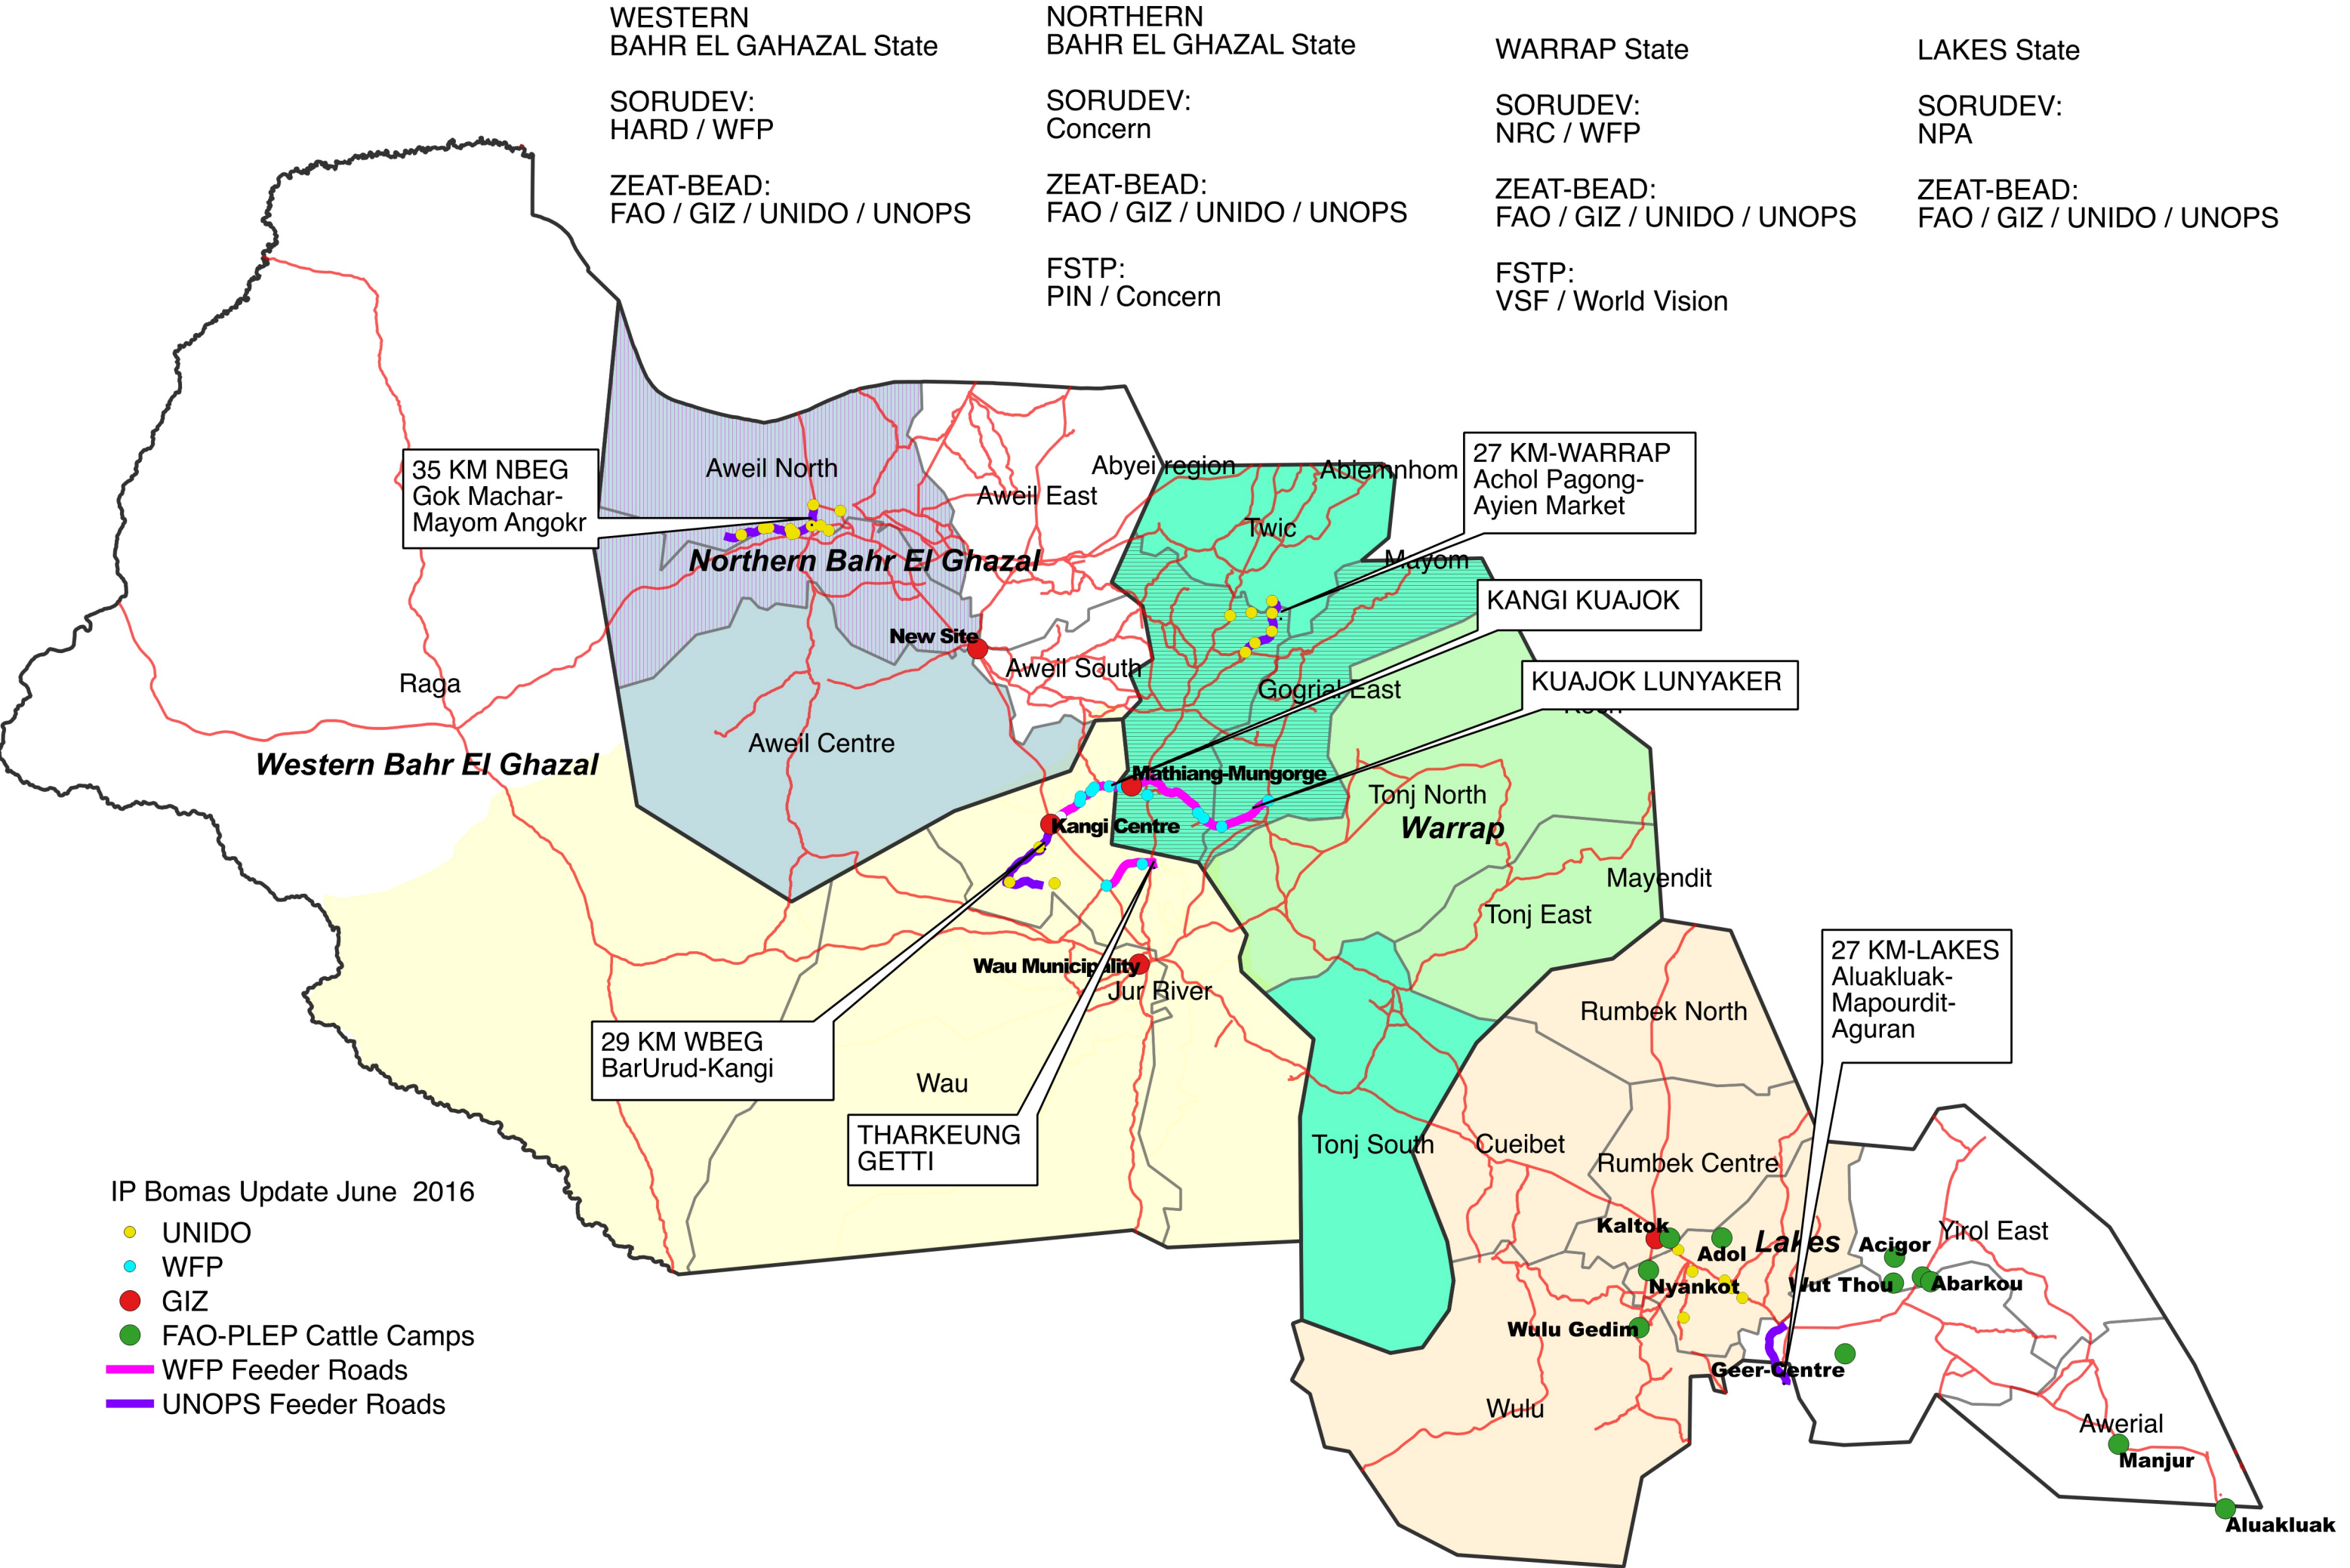 WESTERN
BAHR EL GAHAZAL State
SORUDEV:
HARD / WFP
ZEAT-BEAD:
FAO / GIZ / UNIDO / UNOPS
NORTHERN
BAHR EL GHAZAL State
SORUDEV:
Concern
ZEAT-BEAD:
FAO / GIZ / UNIDO / UNOPS
FSTP:
PIN / Concern
WARRAP State
SORUDEV:
NRC / WFP
ZEAT-BEAD:
FAO / GIZ / UNIDO / UNOPS
FSTP:
VSF / World Vision
LAKES State
SORUDEV:
NPA
ZEAT-BEAD:
FAO / GIZ / UNIDO / UNOPS
35 KM NBEG
Gok Machar-
Mayom Angokr
Aweil North
Aweil East
Abyei region
Abiemnhom
27 KM-WARRAP
Achol Pagong-
Ayien Market
Twic
Northern Bahr El Ghazal
Mayom
KANGI KUAJOK
New Site
Aweil South
Raga
Gogrial East
KUAJOK LUNYAKER
Aweil Centre
Western Bahr El Ghazal
Mathiang-Mungorge
Tonj North
Kangi Centre
Warrap
Mayendit
Tonj East
Wau Municipality
Jur River
Rumbek North
27 KM-LAKES
Aluakluak-
Mapourdit-
Aguran
29 KM WBEG
BarUrud-Kangi
Wau
THARKEUNG
GETTI
Tonj South
Cueibet
Rumbek Centre
Kaltok
Adol
Lakes
Acigor
Yirol East
Nyankot
Wut Thou
Abarkou
Wulu Gedim
Geer-Centre
Wulu
Awerial
Manjur
Aluakluak
IP Bomas Update June 2016
UNIDO
WFP
GIZ
FAO-PLEP Cattle Camps
WFP Feeder Roads
UNOPS Feeder Roads